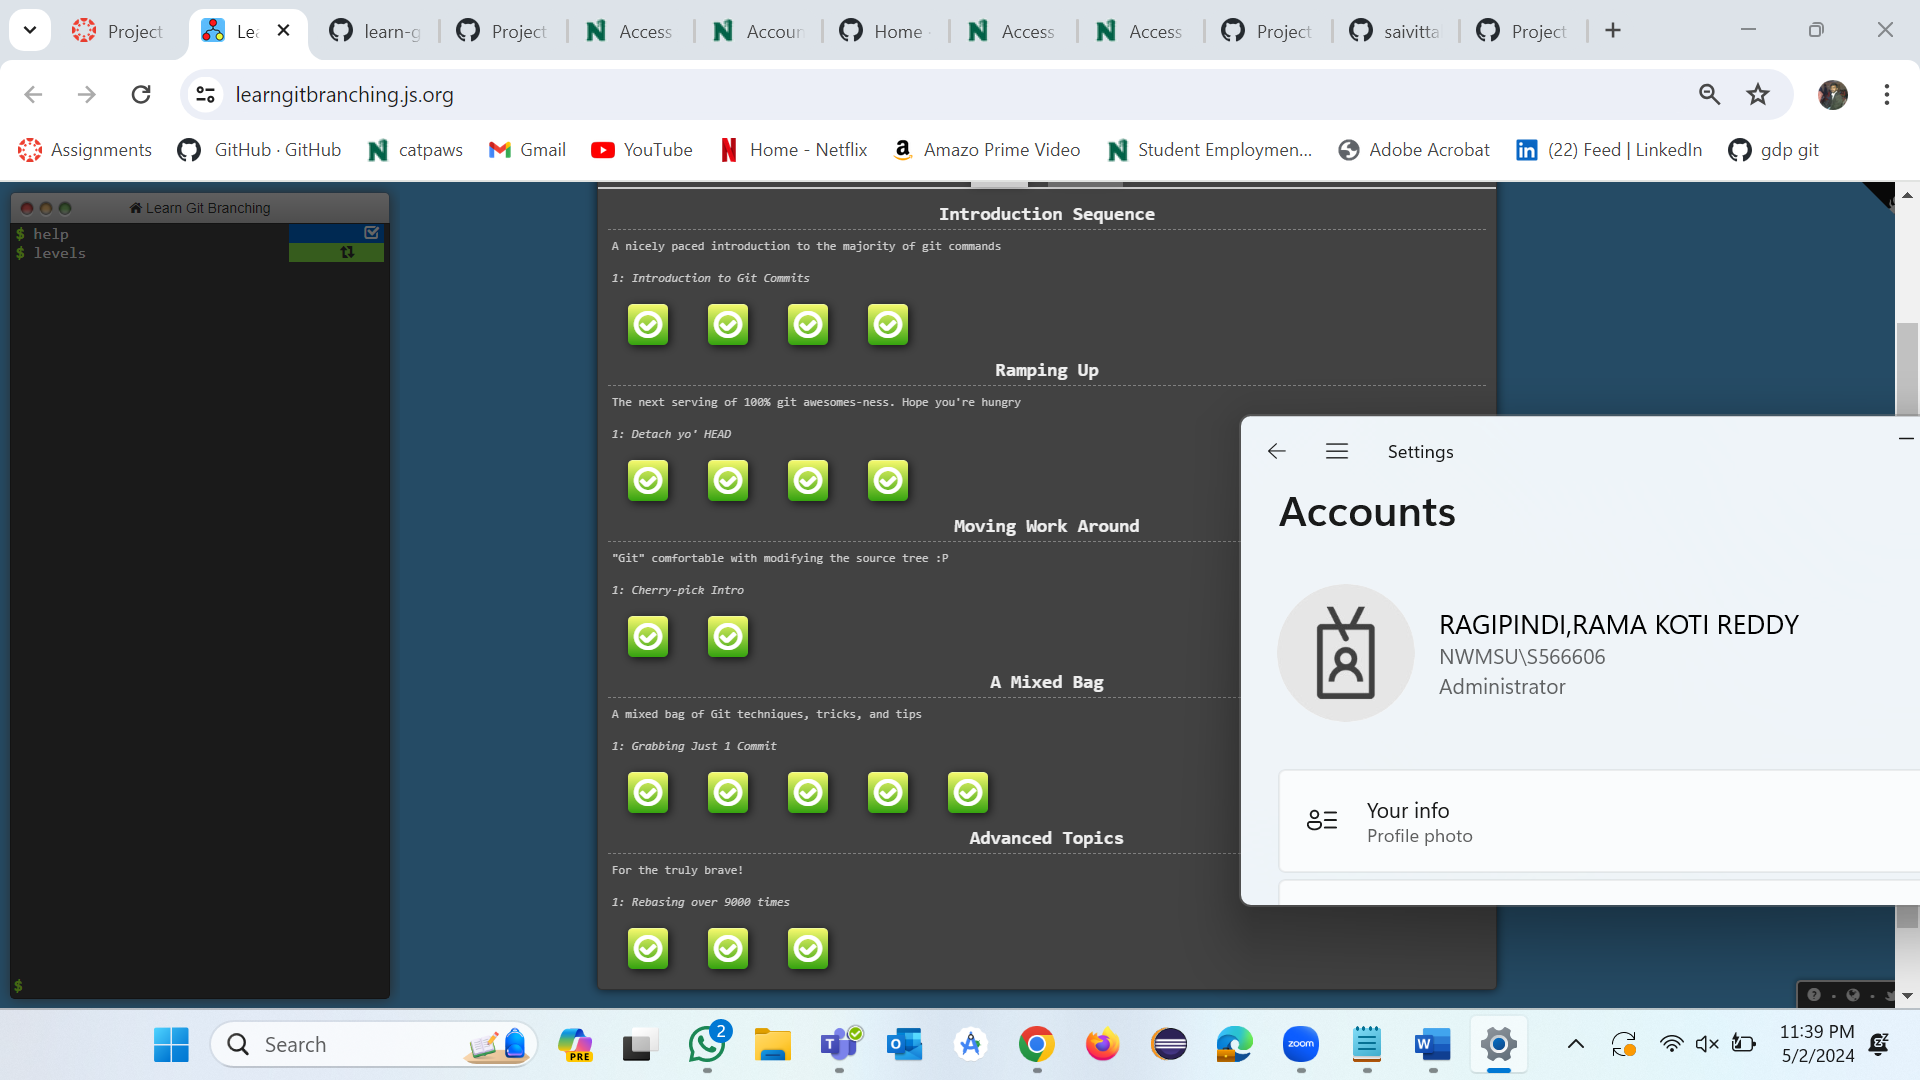 Project
Lea
learn-g
Project
Access
Accoun
Home -
Access
Access
Project
saivitta
Project
learngitbranching.js.org
Assignments
GitHub · GitHub
catpaws
Gmail
YouTube
Home - Netflix
Amazo Prime Video
Student Employmen...
Adobe Acrobat
(22) Feed | LinkedIn
gdp git
Learn Git Branching
$ help
$ levels
$
Introduction Sequence
A nicely paced introduction to the majority of git commands
1: Introduction to Git Commits
Ramping Up
The next serving of 100% git awesomes-ness. Hope you're hungry
1: Detach yo' HEAD
Moving Work Around
"Git" comfortable with modifying the source tree :P
1: Cherry-pick Intro
A Mixed Bag
A mixed bag of Git techniques, tricks, and tips
1: Grabbing Just 1 Commit
Advanced Topics
For the truly brave!
1: Rebasing over 9000 times
Settings
Accounts
RAGIPINDI,RAMA KOTI REDDY
NWMSU\S566606
Administrator
Your info
Profile photo
Search
PRE
2
zoom
11:39 PM
5/2/2024